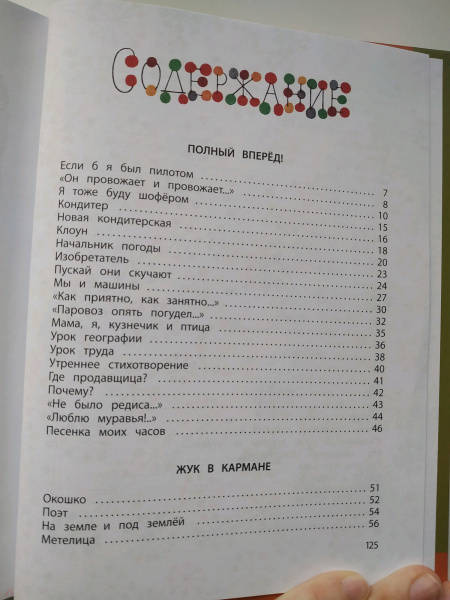 СОДЕРЖАНИЕ
ПОЛНЫЙ ВПЕРЁД!
Если б я был пилотом 7
«Он провожает и провожает...» 8
Я тоже буду шофёром 10
Кондитер 15
Новая кондитерская 16
Клоун 18
Начальник погоды 20
Изобретатель 23
Пускай они скучают 24
Мы и машины 27
«Как приятно, как занятно...» 30
«Паровоз опять погудел...» 32
Мама, я, кузнечик и птица 35
Урок географии 36
Урок труда 38
Утреннее стихотворение 40
Где продавщица? 41
Почему? 42
«Не было редиса...» 43
«Люблю муравья!..» 44
Песенка моих часов 46
ЖУК В КАРМАНЕ
Окошко 51
Поэт 52
На земле и под землёй 54
Метелица 56
125